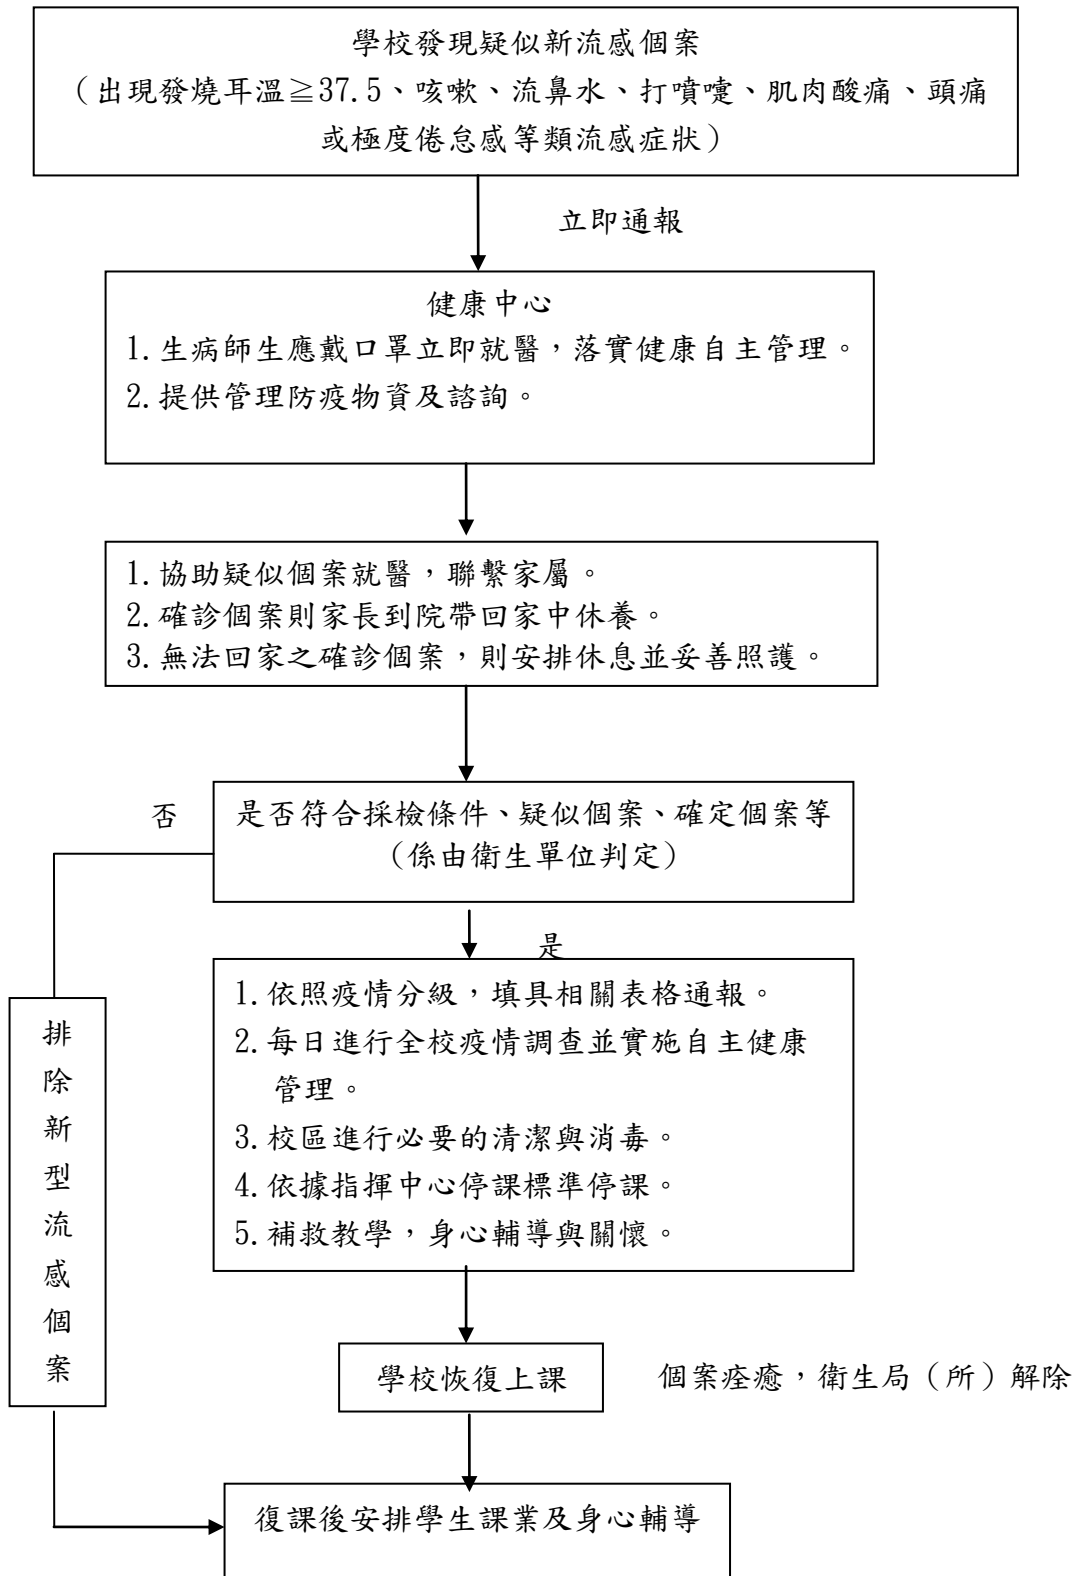 學校發現疑似新流感個案
（出現發燒耳溫≧37.5、咳嗽、流鼻水、打噴嚏、肌肉酸痛、頭痛
或極度倦怠感等類流感症狀）
立即通報
健康中心
1.生病師生應戴口罩立即就醫，落實健康自主管理。
2.提供管理防疫物資及諮詢。
1.協助疑似個案就醫，聯繫家屬。
2.確診個案則家長到院帶回家中休養。
3.無法回家之確診個案，則安排休息並妥善照護。
否
是否符合採檢條件、疑似個案、確定個案等
(係由衛生單位判定)
是
1.依照疫情分級，填具相關表格通報。
2.每日進行全校疫情調查並實施自主健康
管理。
3.校區進行必要的清潔與消毒。
4.依據指揮中心停課標準停課。
5.補救教學，身心輔導與關懷。
排
除
新
型
流
感
個
案
學校恢復上課
個案痊癒，衛生局（所）解除
復課後安排學生課業及身心輔導